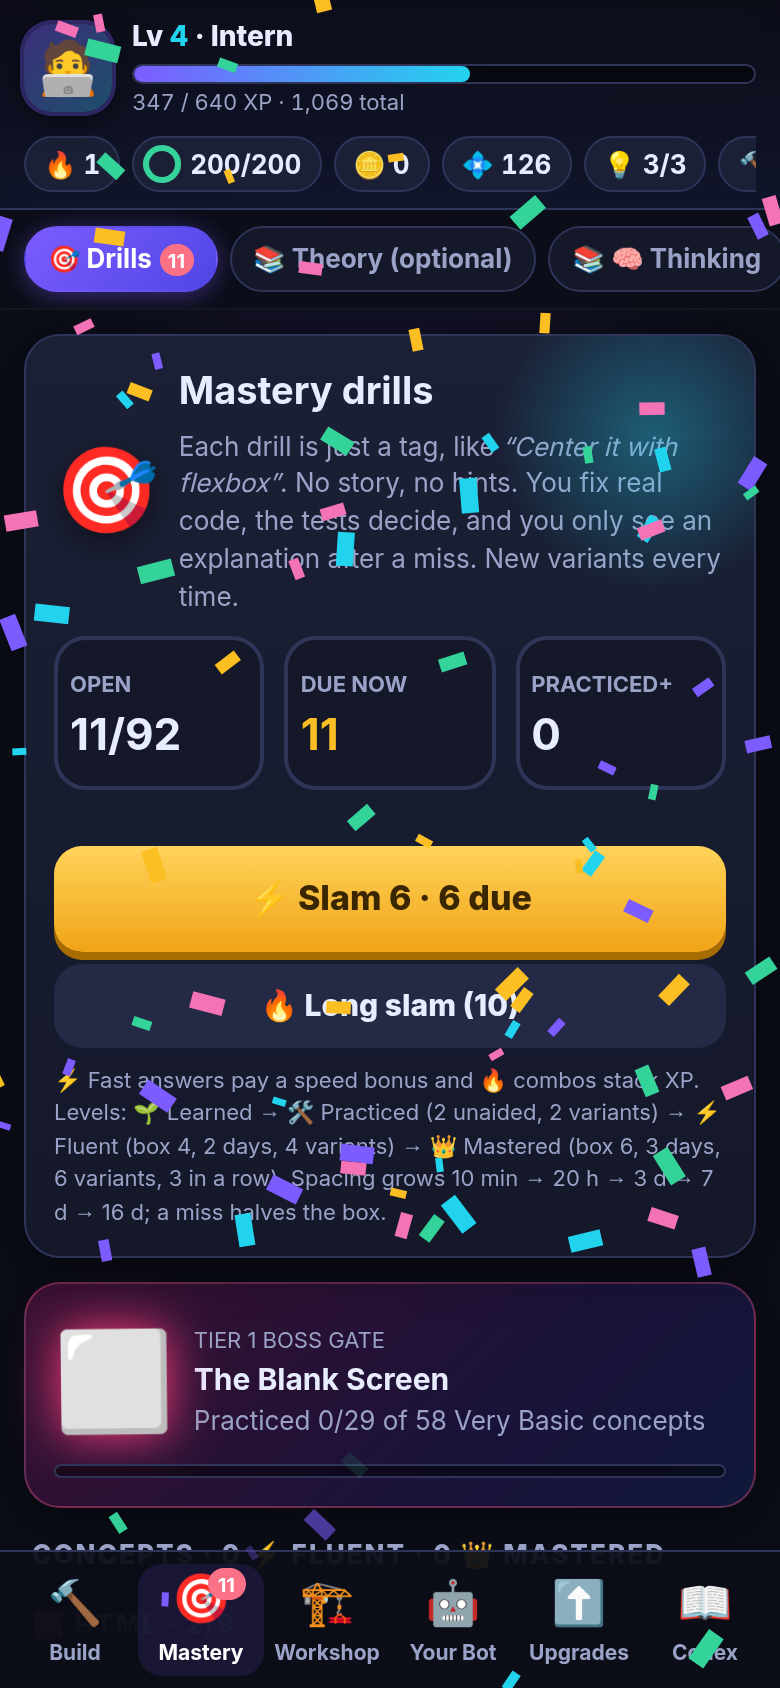 Lv 4 · Intern
347 / 640 XP · 1,069 total
1
200/200
0
126
3/3
Drills 11
Theory (optional)
Thinking
Mastery drills
Each drill is just a tag, like “Center it with
flexbox”. No story, no hints. You fix real
code, the tests decide, and you only see an
explanation after a miss. New variants every
time.
OPEN
11/92
DUE NOW
11
PRACTICED+
0
Slam 6 · 6 due
Long slam (10)
Fast answers pay a speed bonus and combos stack XP.
Levels: Learned → Practiced (2 unaided, 2 variants) →
Fluent (box 4, 2 days, 4 variants) → Mastered (box 6, 3 days,
6 variants, 3 in a row). Spacing grows 10 min → 20 h → 3 d → 7
d → 16 d; a miss halves the box.
TIER 1 BOSS GATE
The Blank Screen
Practiced 0/29 of 58 Very Basic concepts
CONCEPTS · 0 FLUENT · 0 MASTERED
HTML · 2/9
11
Build
Mastery
Workshop
Your Bot
Upgrades
Codex